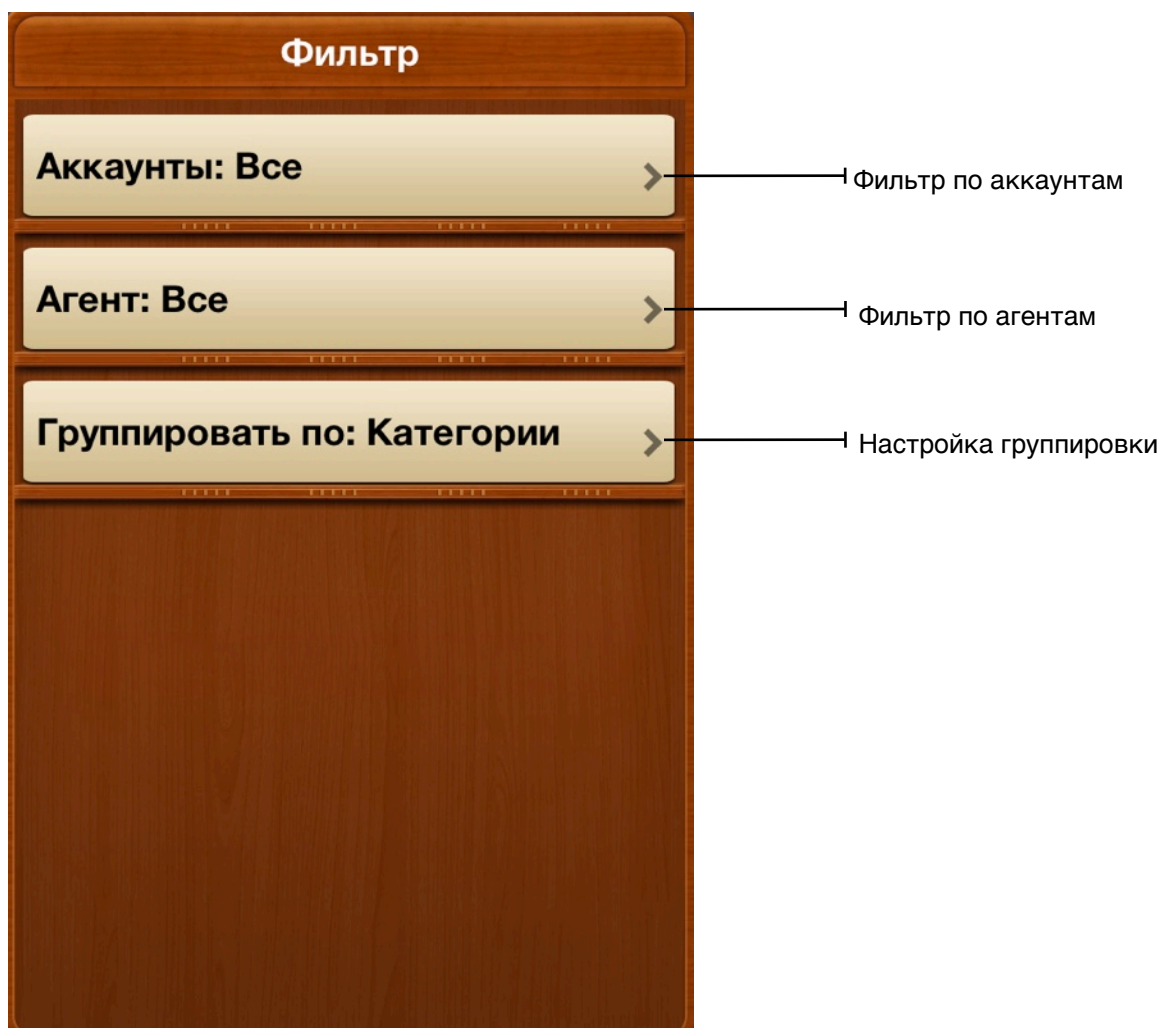 Фильтр
Аккаунты: Все
Фильтр по аккаунтам
Агент: Все
Фильтр по агентам
Группировать по: Категории
Настройка группировки